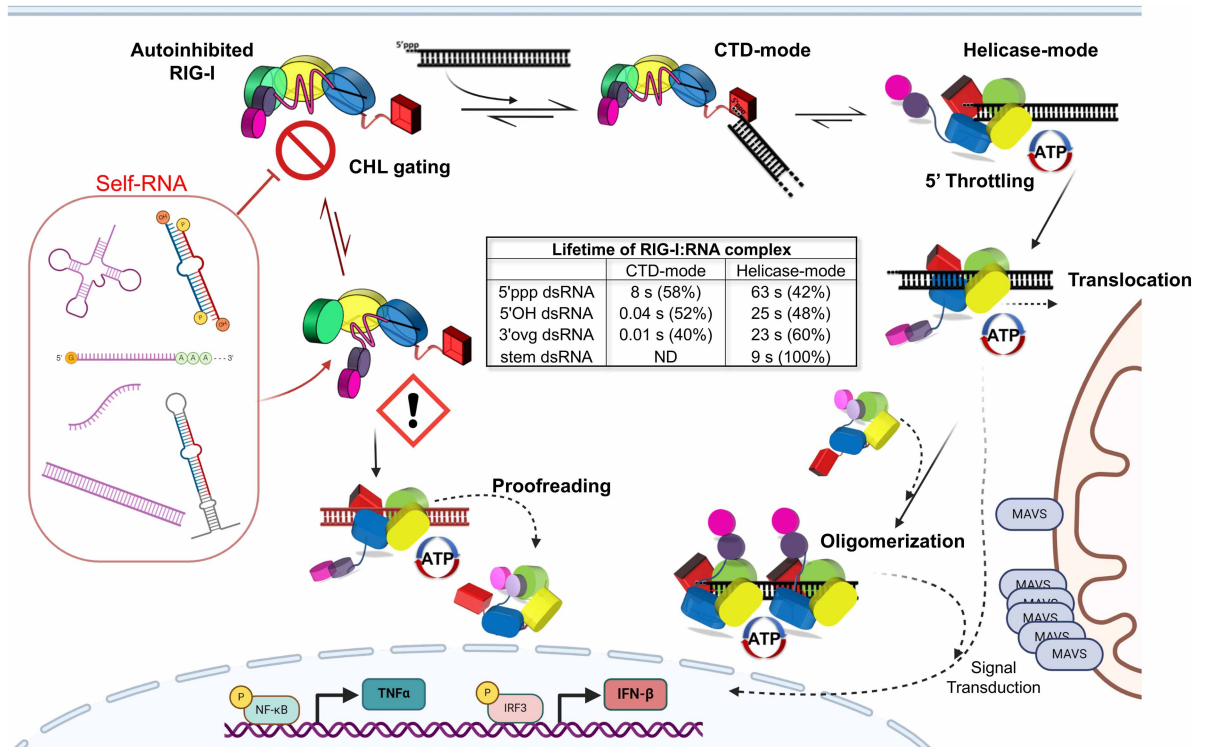 Autoinhibited
RIG-I
5'ppp
CTD-mode
Helicase-mode
5'ppp
ATP
CHL gating
5' Throttling
Self-RNA
OH
P
P
OH
5' G A A A 3'
Lifetime of RIG-I:RNA complex
CTD-mode Helicase-mode
5'ppp dsRNA 8 s (58%) 63 s (42%)
5'OH dsRNA 0.04 s (52%) 25 s (48%)
3'ovg dsRNA 0.01 s (40%) 23 s (60%)
stem dsRNA ND 9 s (100%)
Translocation
ATP
!
Proofreading
ATP
Oligomerization
ATP
MAVS
MAVS
MAVS
MAVS
MAVS
MAVS
Signal
Transduction
P
NF-κB
TNFα
P
IRF3
IFN-β